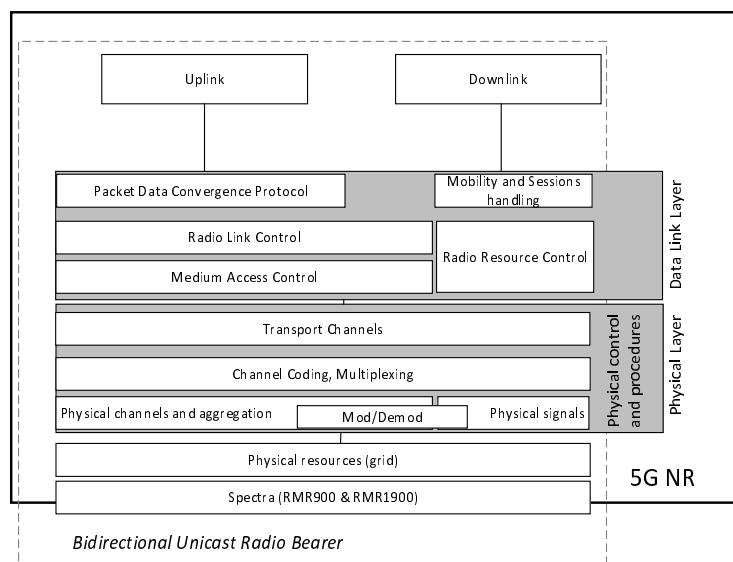 Uplink
Downlink
Packet Data Convergence Protocol
Mobility and Sessions
handling
Radio Link Control
Radio Resource Control
Medium Access Control
Data Link Layer
Transport Channels
Channel Coding, Multiplexing
Physical channels and aggregation
Mod/Demod
Physical signals
Physical control
and procedures
Physical Layer
Physical resources (grid)
5G NR
Spectra (RMR900 & RMR1900)
Bidirectional Unicast Radio Bearer